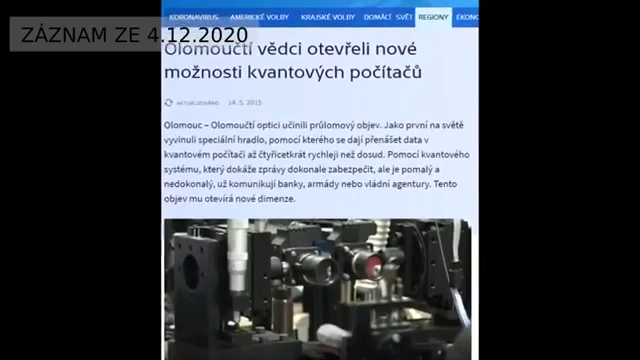 KORONAVIRUS AMERICKÉ VOLBY KRAJSKÉ VOLBY DOMÁCÍ SVĚT REGIONY EKONO
ZÁZNAM ZE 4.12.2020
Olomoučtí vědci otevřeli nové
možnosti kvantových počítačů
AKTUALIZOVÁNO 14. 5. 2015
Olomouc – Olomoučtí optici učinili průlomový objev. Jako první na světě
vyvinuli speciální hradlo, pomocí kterého se dají přenášet data v
kvantovém počítači až čtyřicetkrát rychleji než dosud. Pomocí kvantového
systému, který dokáže zprávy dokonale zabezpečit, ale je pomalý a
nedokonalý, už komunikují banky, armády nebo vládní agentury. Tento
objev mu otevírá nové dimenze.